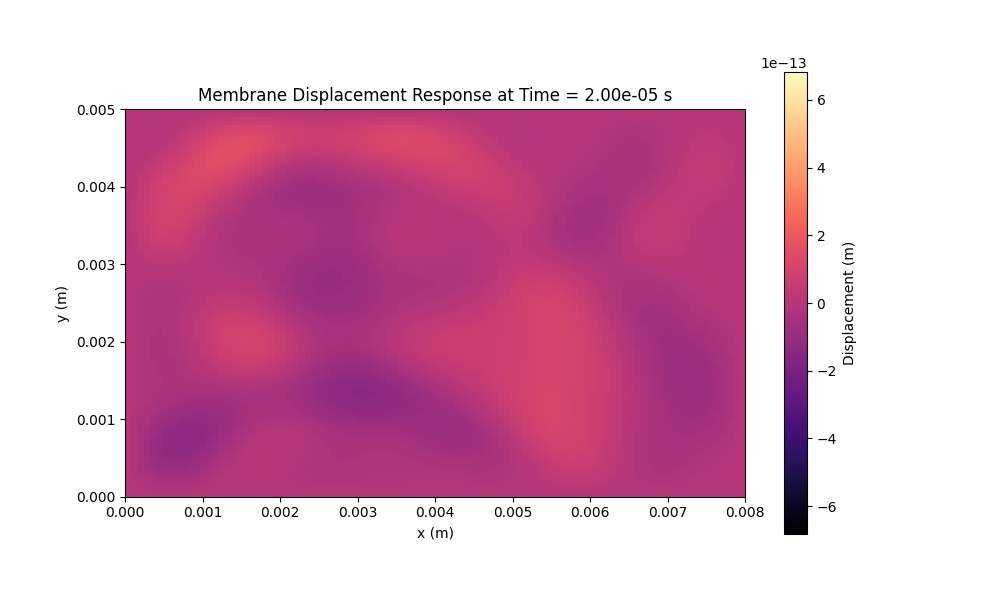 1e−13
Membrane Displacement Response at Time = 2.00e-05 s
0.005
0.004
0.003
0.002
0.001
0.000
y (m)
0.000 0.001 0.002 0.003 0.004 0.005 0.006 0.007 0.008
x (m)
6
4
2
0
−2
−4
−6
Displacement (m)